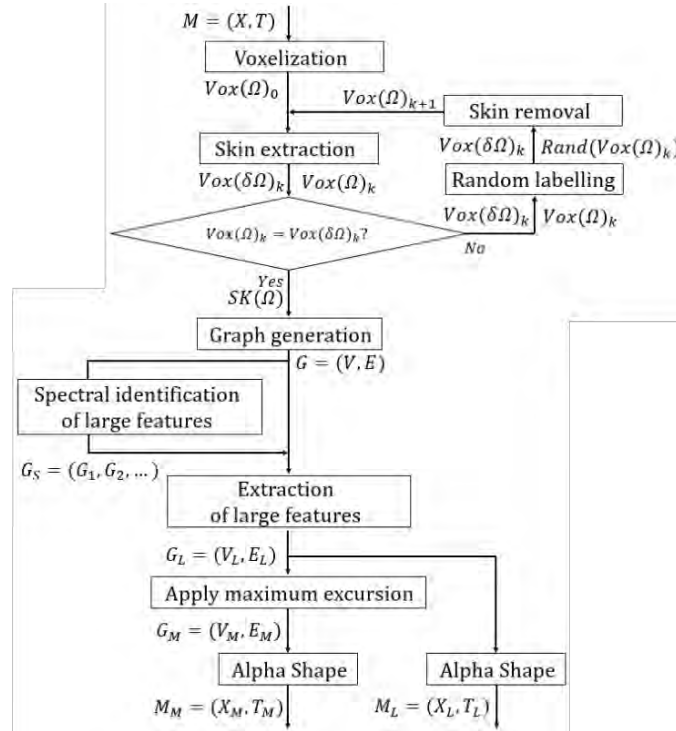 M = (X, T)
Voxelization
Vox(Ω)₀
Vox(Ω)ₖ₊₁
Skin removal
Skin extraction
Vox(δΩ)ₖ Rand(Vox(Ω)ₖ)
Vox(δΩ)ₖ Vox(Ω)ₖ
Random labelling
Vox(Ω)ₖ = Vox(δΩ)ₖ?
Vox(δΩ)ₖ Vox(Ω)ₖ
No
Yes
SK(Ω)
Graph generation
G = (V, E)
Spectral identification
of large features
G_S = (G₁, G₂, …)
Extraction
of large features
G_L = (V_L, E_L)
Apply maximum excursion
G_M = (V_M, E_M)
Alpha Shape
Alpha Shape
M_M = (X_M, T_M)
M_L = (X_L, T_L)